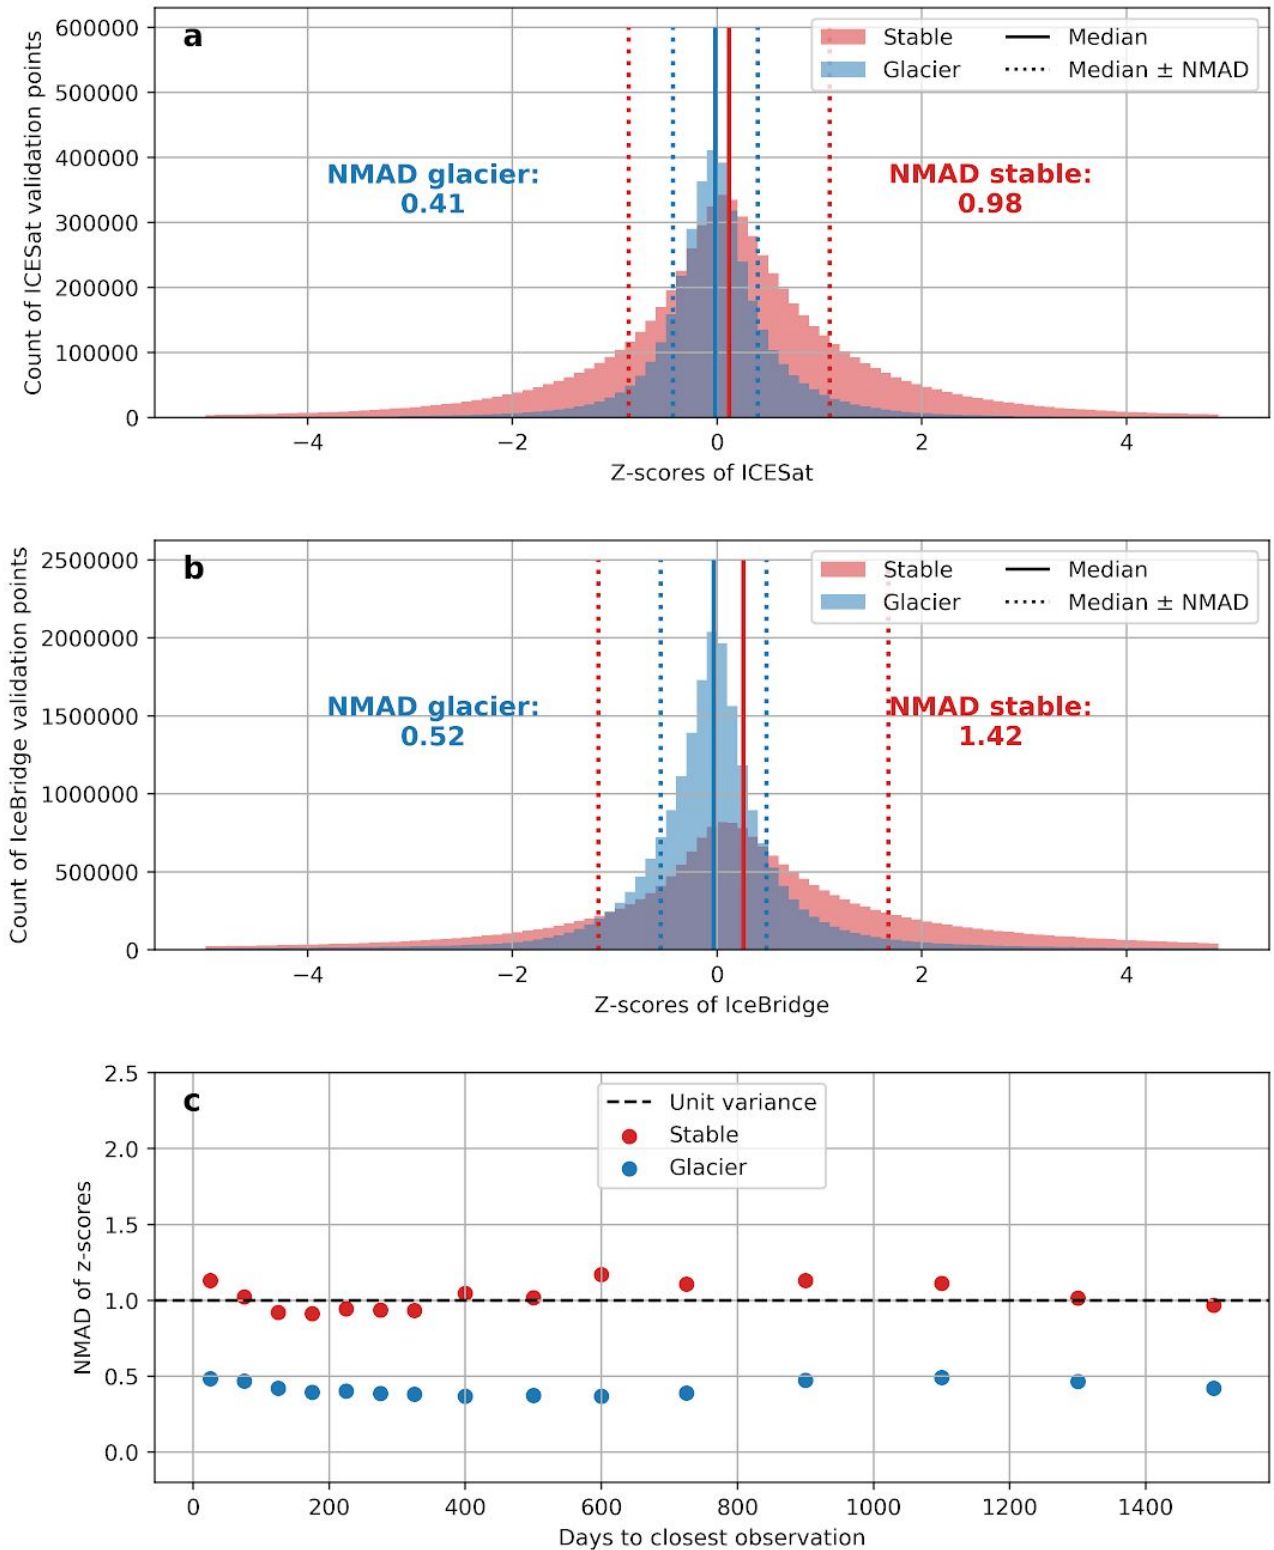 a
Stable
Glacier
Median
Median ± NMAD
600000
500000
400000
300000
200000
100000
0
Count of ICESat validation points
NMAD glacier:
0.41
NMAD stable:
0.98
−4
−2
0
2
4
Z-scores of ICESat
b
Stable
Glacier
Median
Median ± NMAD
2500000
2000000
1500000
1000000
500000
0
Count of IceBridge validation points
NMAD glacier:
0.52
NMAD stable:
1.42
−4
−2
0
2
4
Z-scores of IceBridge
c
Unit variance
Stable
Glacier
2.5
2.0
1.5
1.0
0.5
0.0
NMAD of z-scores
0
200
400
600
800
1000
1200
1400
Days to closest observation